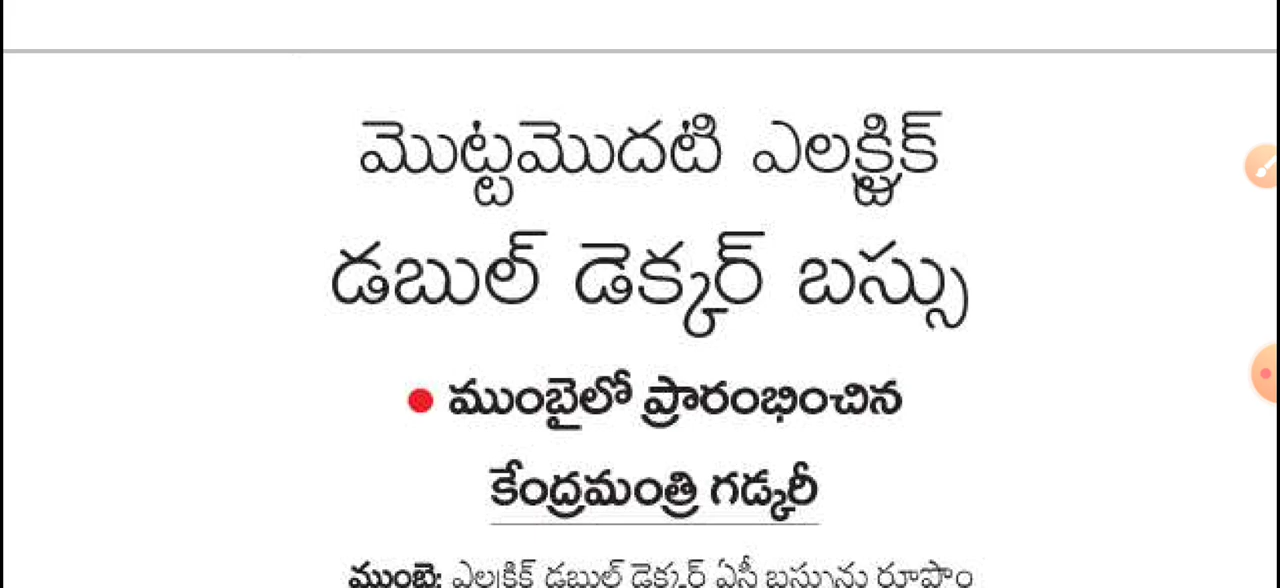 మొట్టమొదటి ఎలక్ట్రిక్
డబుల్ డెక్కర్ బస్సు
● ముంబైలో ప్రారంభించిన
కేంద్రమంత్రి గడ్కరీ
ముంబై: ఎలక్ట్రిక్ డబుల్ డెక్కర్ ఏసీ బస్సును రూపొం